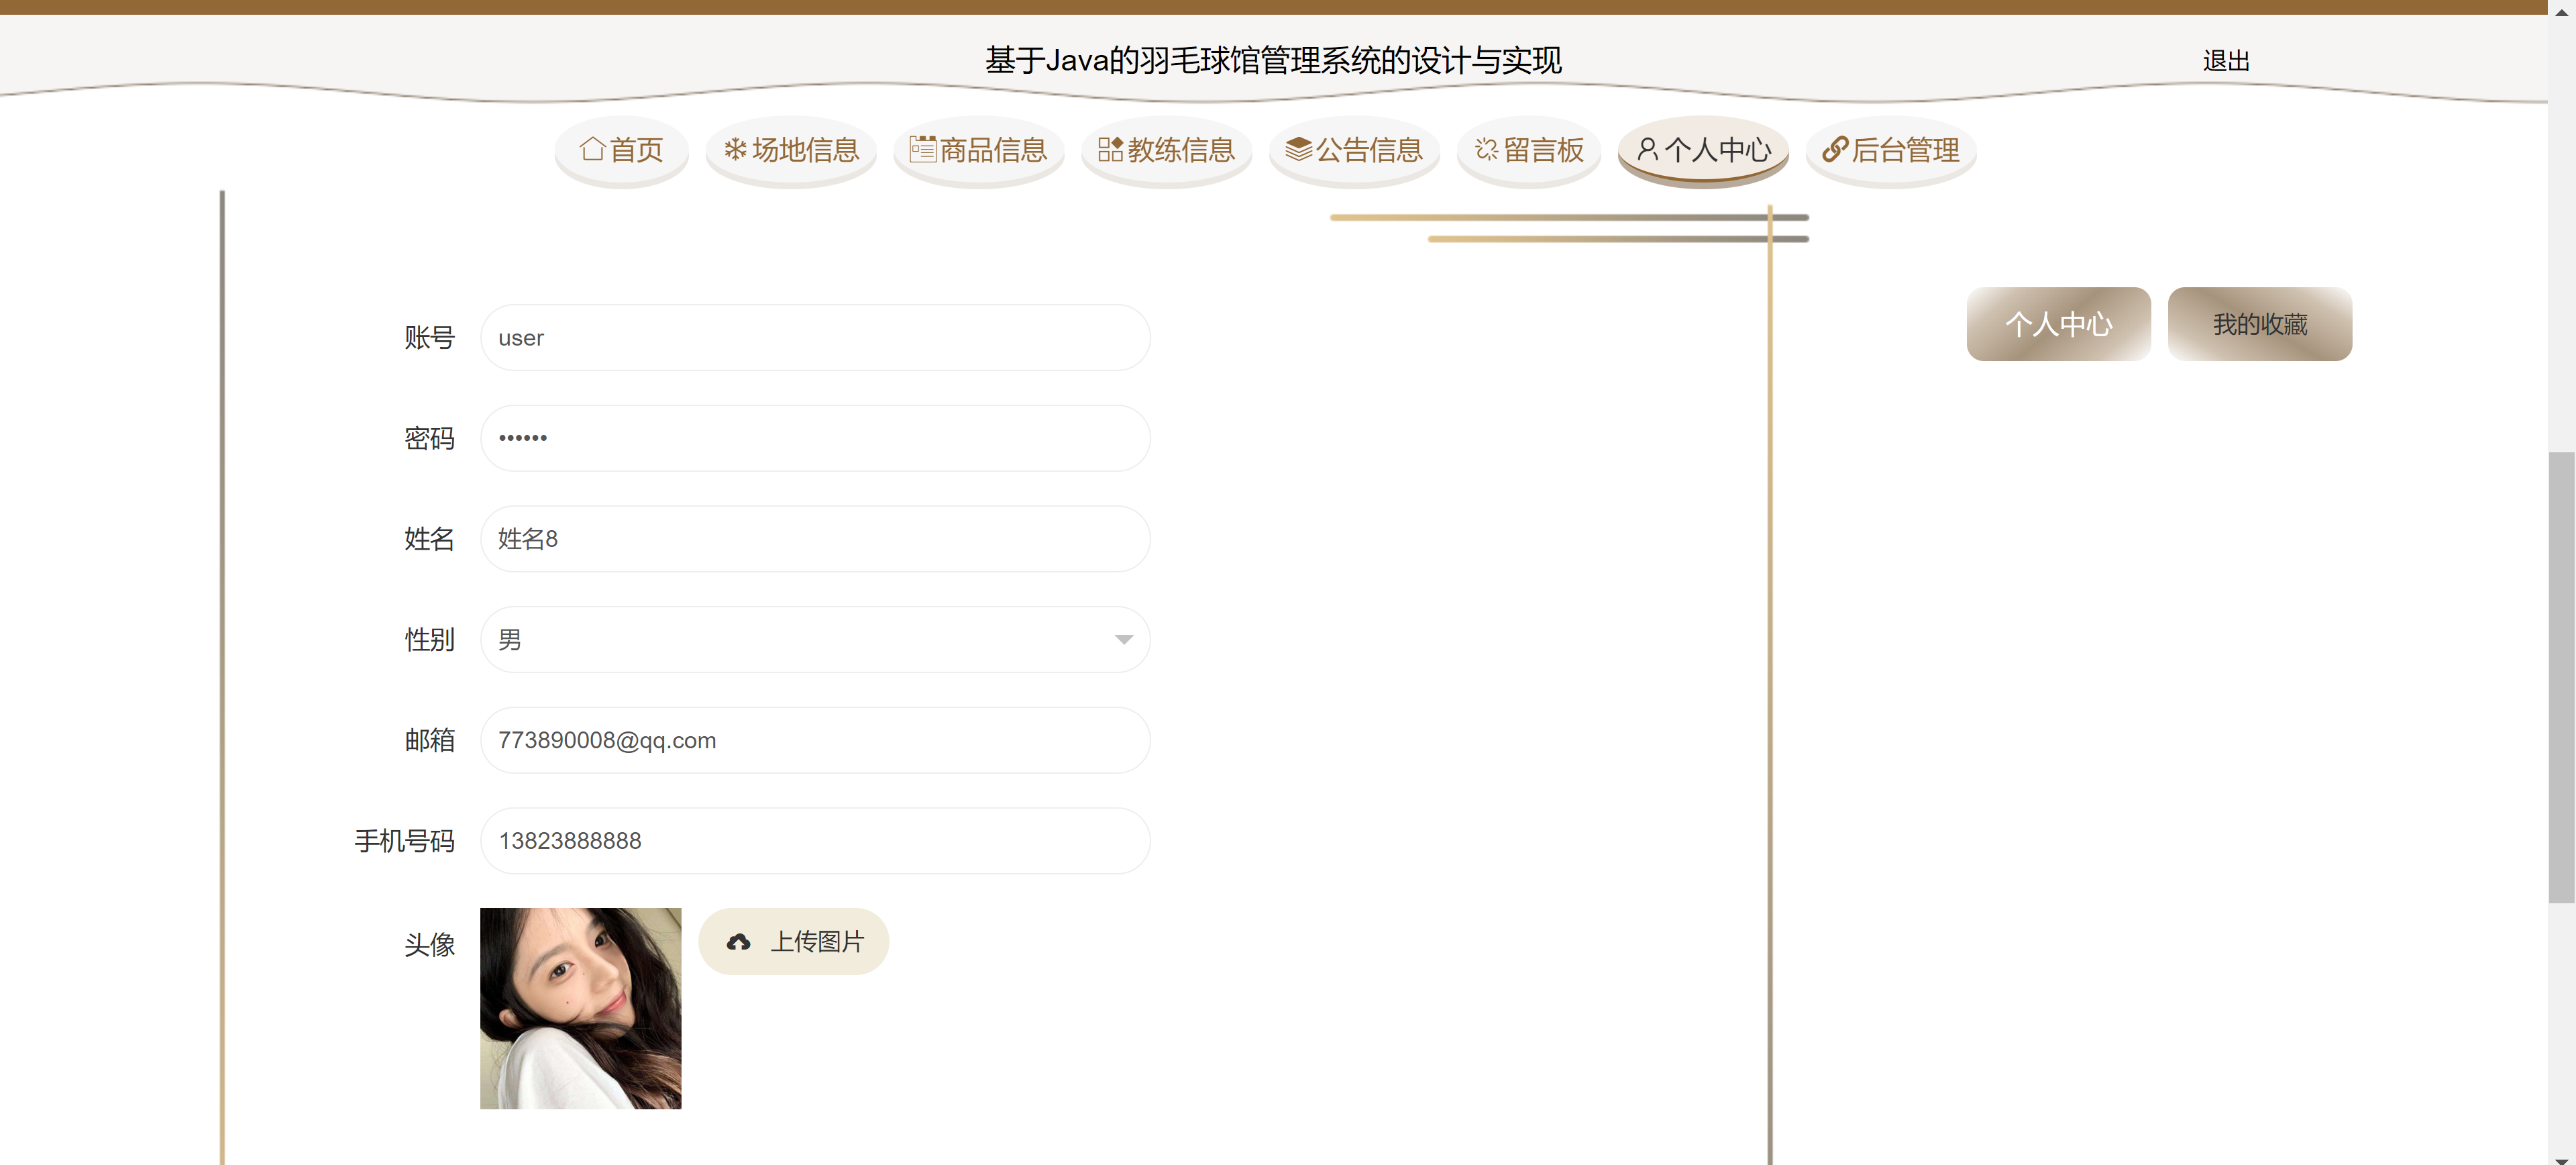 基于Java的羽毛球馆管理系统的设计与实现
退出
首页 场地信息 商品信息 教练信息 公告信息 留言板 个人中心 后台管理
个人中心 我的收藏
账号 user
密码 ••••••
姓名 姓名8
性别 男
邮箱 773890008@qq.com
手机号码 13823888888
头像 上传图片